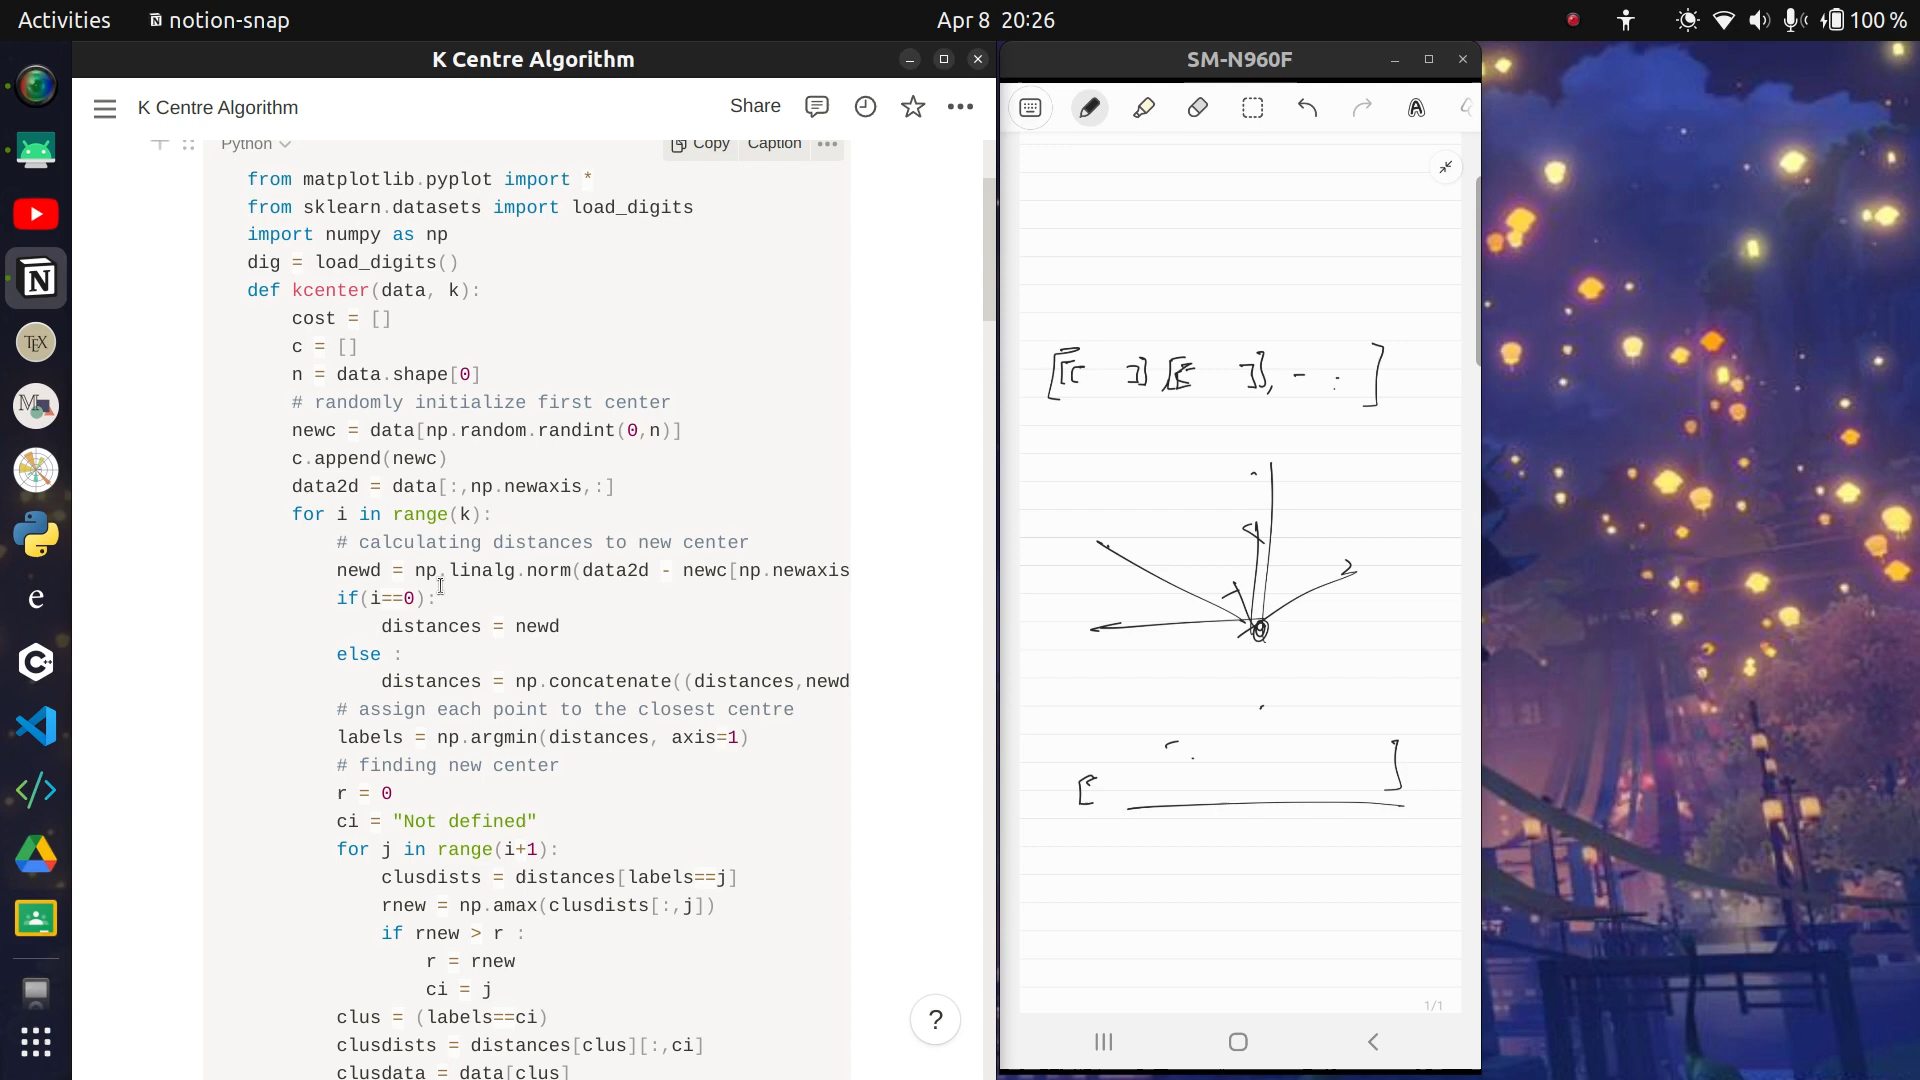 Activities notion-snap Apr 8 20:26 100 %
K Centre Algorithm
K Centre Algorithm Share
Python Copy Caption
from matplotlib.pyplot import *
from sklearn.datasets import load_digits
import numpy as np
dig = load_digits()
def kcenter(data, k):
    cost = []
    c = []
    n = data.shape[0]
    # randomly initialize first center
    newc = data[np.random.randint(0,n)]
    c.append(newc)
    data2d = data[:,np.newaxis,:]
    for i in range(k):
        # calculating distances to new center
        newd = np.linalg.norm(data2d - newc[np.newaxis
        if(i==0):
            distances = newd
        else :
            distances = np.concatenate((distances,newd
        # assign each point to the closest centre
        labels = np.argmin(distances, axis=1)
        # finding new center
        r = 0
        ci = "Not defined"
        for j in range(i+1):
            clusdists = distances[labels==j]
            rnew = np.amax(clusdists[:,j])
            if rnew > r :
                r = rnew
                ci = j
        clus = (labels==ci)
        clusdists = distances[clus][:,ci]
        clusdata = data[clus]
?
SM-N960F
2
1/1